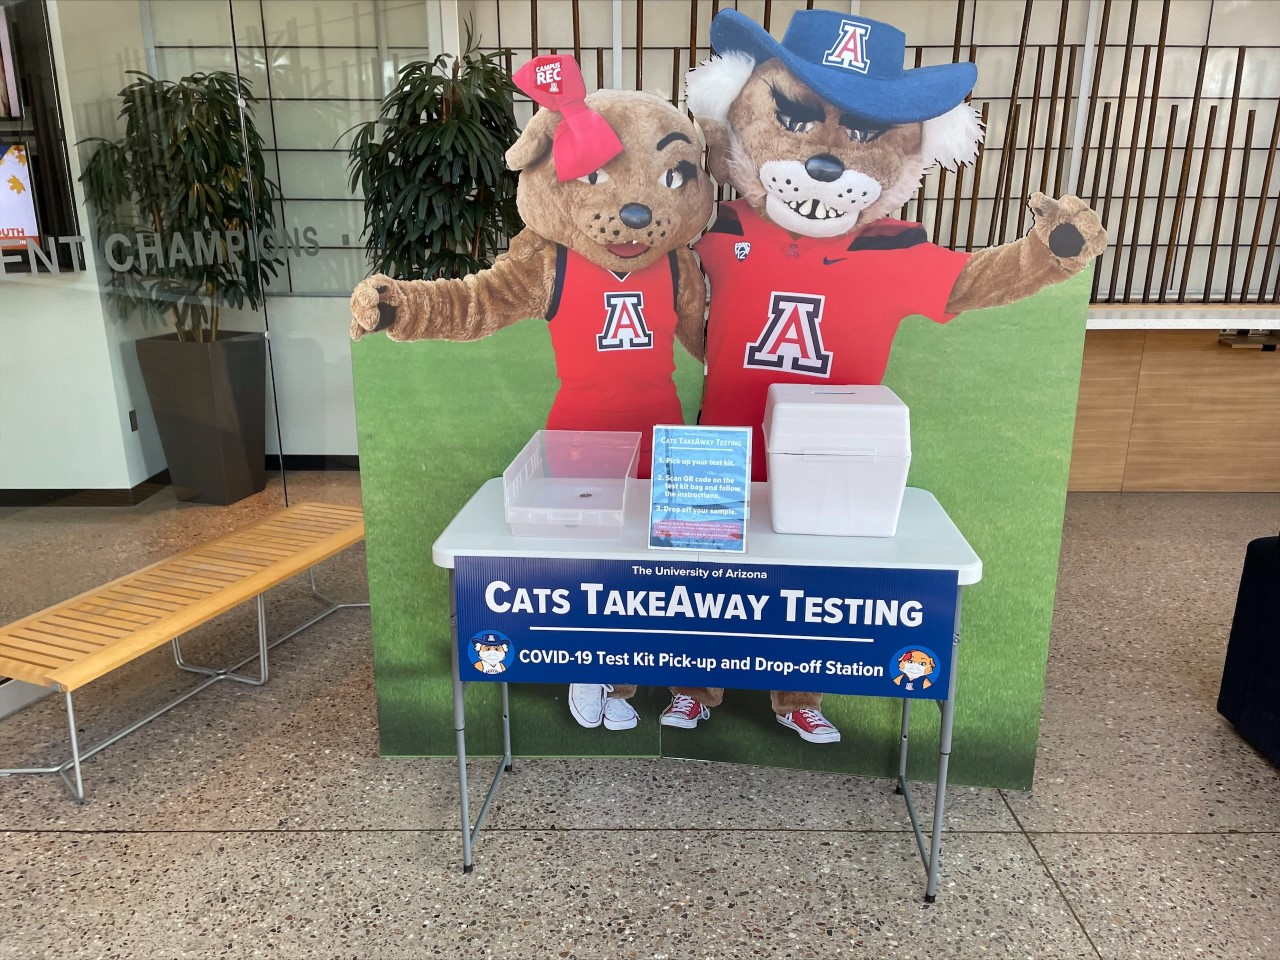 CAMPUS
REC
A
A
A
A
12
ENT CHAMPIONS
OUTH
CATS TAKEAWAY TESTING
1. Pick up your test kit.
2. Scan QR code on the
test kit bag and follow
the instructions.
3. Drop off your sample.
The University of Arizona
CATS TAKEAWAY TESTING
COVID-19 Test Kit Pick-up and Drop-off Station